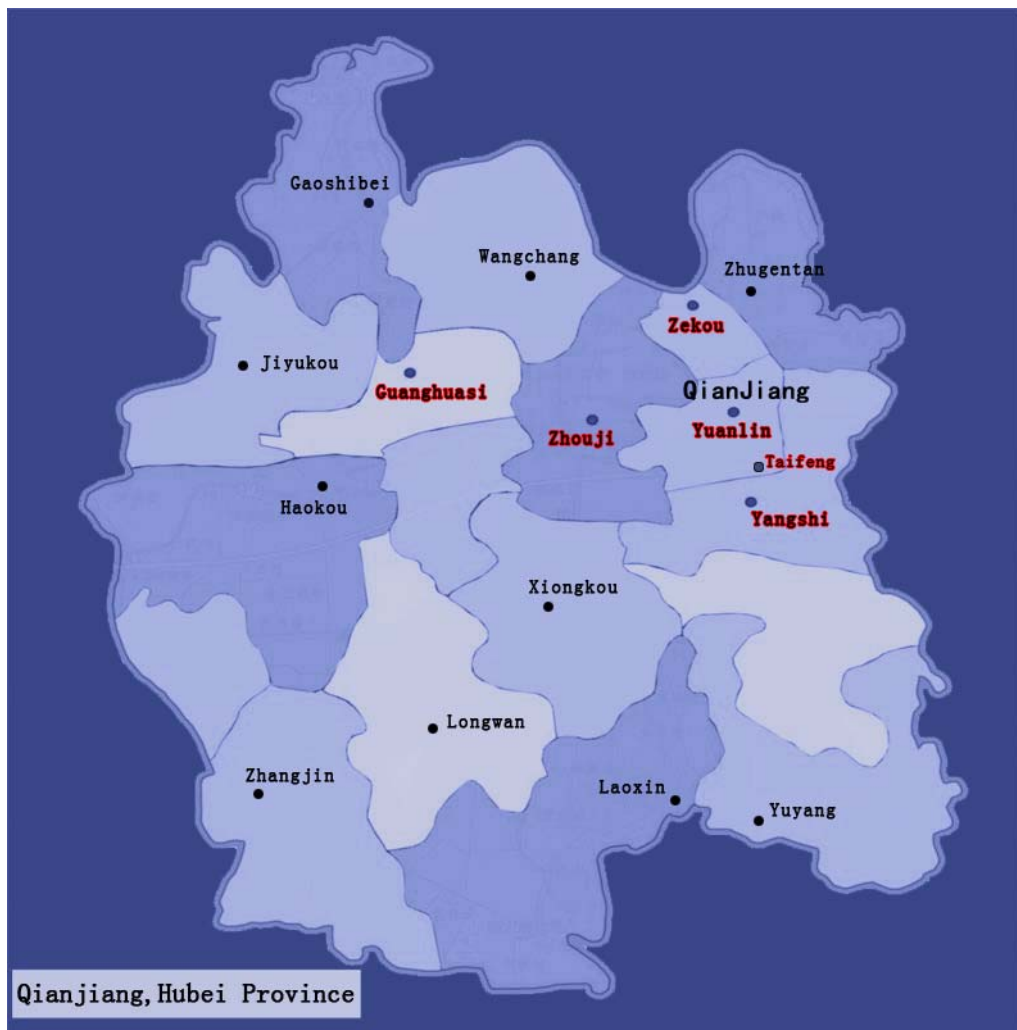 Gaoshibei
Wangchang
Zhugentan
Zekou
Jiyukou
Guanghuasi
QianJiang
Yuanlin
Zhouji
Taifeng
Haokou
Yangshi
Xiongkou
Longwan
Zhangjin
Laoxin
Yuyang
Qianjiang,Hubei Province